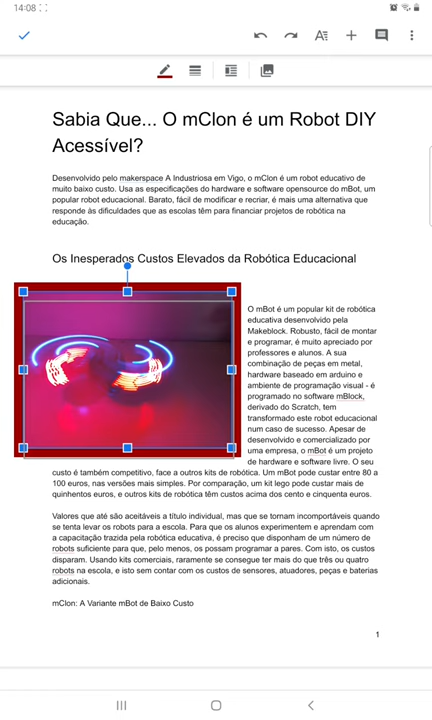 14:08
Sabia Que... O mClon é um Robot DIY
Acessível?
Desenvolvido pelo makerspace A Industriosa em Vigo, o mClon é um robot educativo de
muito baixo custo. Usa as especificações do hardware e software opensource do mBot, um
popular robot educacional. Barato, fácil de modificar e recriar, é mais uma alternativa que
responde às dificuldades que as escolas têm para financiar projetos de robótica na
educação.
Os Inesperados Custos Elevados da Robótica Educacional
O mBot é um popular kit de robótica
educativa desenvolvido pela
Makeblock. Robusto, fácil de montar
e programar, é muito apreciado por
professores e alunos. A sua
combinação de peças em metal,
hardware baseado em arduino e
ambiente de programação visual - é
programado no software mBlock,
derivado do Scratch, tem
transformado este robot educacional
num caso de sucesso. Apesar de
desenvolvido e comercializado por
uma empresa, o mBot é um projeto
de hardware e software livre. O seu
custo é também competitivo, face a outros kits de robótica. Um mBot pode custar entre 80 a
100 euros, nas versões mais simples. Por comparação, um kit lego pode custar mais de
quinhentos euros, e outros kits de robótica têm custos acima dos cento e cinquenta euros.
Valores que até são aceitáveis a título individual, mas que se tornam incomportáveis quando
se tenta levar os robots para a escola. Para que os alunos experimentem e aprendam com
a capacitação trazida pela robótica educativa, é preciso que disponham de um número de
robots suficiente para que, pelo menos, os possam programar a pares. Com isto, os custos
disparam. Usando kits comerciais, raramente se consegue ter mais do que três ou quatro
robots na escola, e isto sem contar com os custos de sensores, atuadores, peças e baterias
adicionais.
mClon: A Variante mBot de Baixo Custo
1